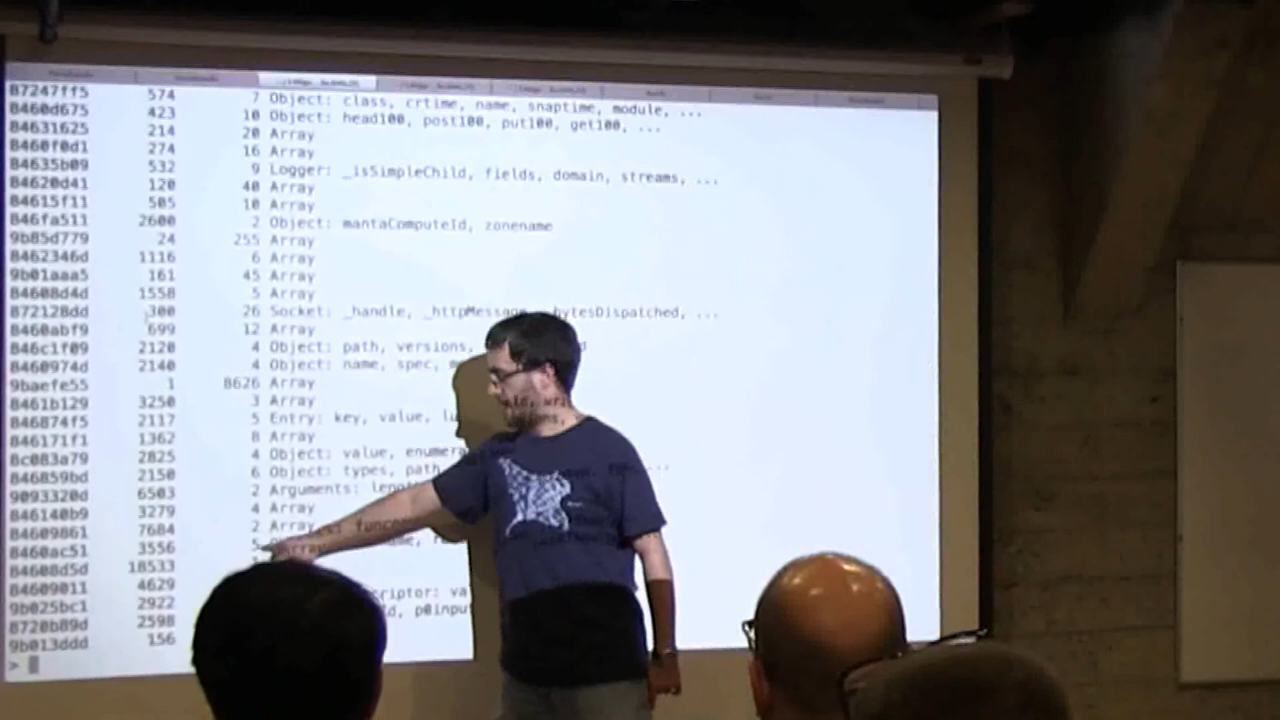 87247ff5 574 7 Object: class, crtime, name, snaptime, module, ...
8460d675 423 10 Object: head100, post100, put100, get100, ...
84631625 214 20 Array
8460f0d1 274 16 Array
84635b09 532 9 Logger: _isSimpleChild, fields, domain, streams, ...
84620d41 120 40 Array
84615f11 505 10 Array
846fa511 2600 2 Object: mantaComputeId, zonename
9b85d779 24 255 Array
8462346d 1116 6 Array
9b01aaa5 161 45 Array
84608d4d 1558 5 Array
872128dd 300 26 Socket: _handle, _httpMessage, _bytesDispatched, ...
8460abf9 699 12 Array
846c1f09 2120 4 Object: path, versions,
8460974d 2140 4 Object: name, spec,
9baefe55 1 8626 Array
8461b129 3250 3 Array
846874f5 2117 5 Entry: key, value,
846171f1 1362 8 Array
8c083a79 2825 4 Object: value,
846859bd 2150 6 Object: types, path
9093320d 6503 2 Arguments:
846140b9 3279 4 Array
84609861 7684 2 Array
8460ac51 3556 5
84608d5d 18533
84609011 4629
9b025bc1 2922
8720b89d 2598
9b013ddd 156
>